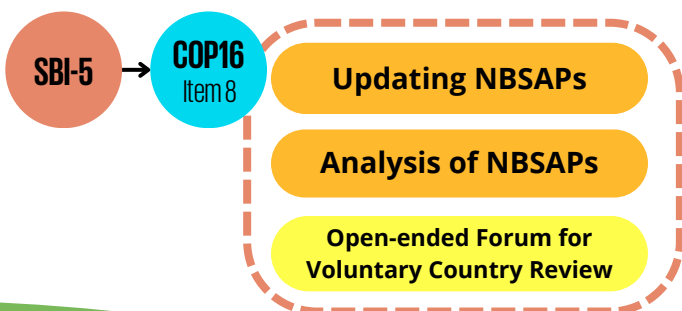 SBI-5
COP16
Item 8
Updating NBSAPs
Analysis of NBSAPs
Open-ended Forum for
Voluntary Country Review